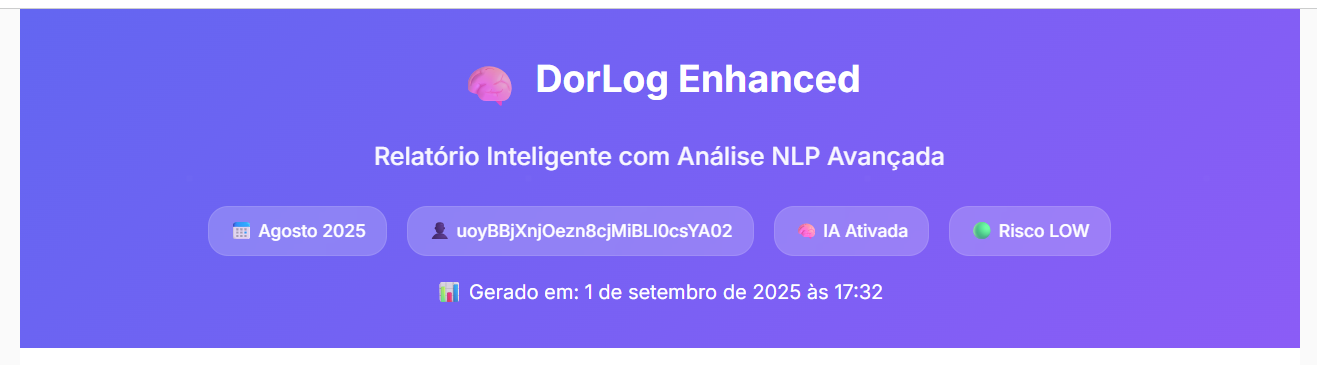 DorLog Enhanced
Relatório Inteligente com Análise NLP Avançada
Agosto 2025 uoyBBjXnjOezn8cjMiBLI0csYA02 IA Ativada Risco LOW
Gerado em: 1 de setembro de 2025 às 17:32